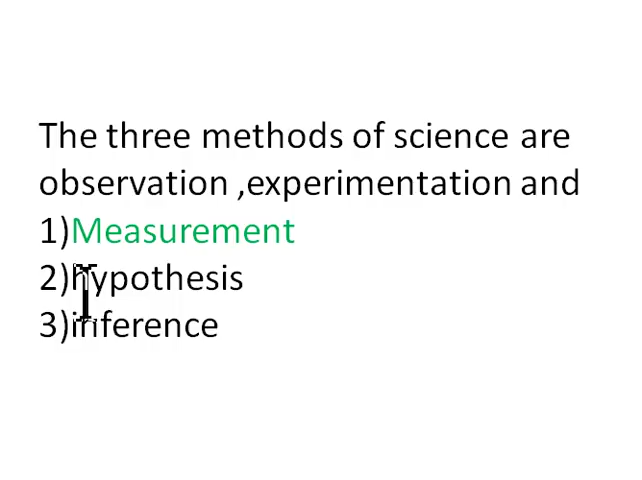 The three methods of science are
observation ,experimentation and
1)Measurement
2)hypothesis
3)inference